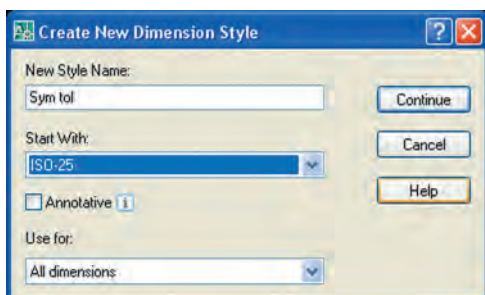 Create New Dimension Style
New Style Name:
Sym tol
Continue
Start With:
Cancel
ISO-25
Help
Annotative
Use for:
All dimensions